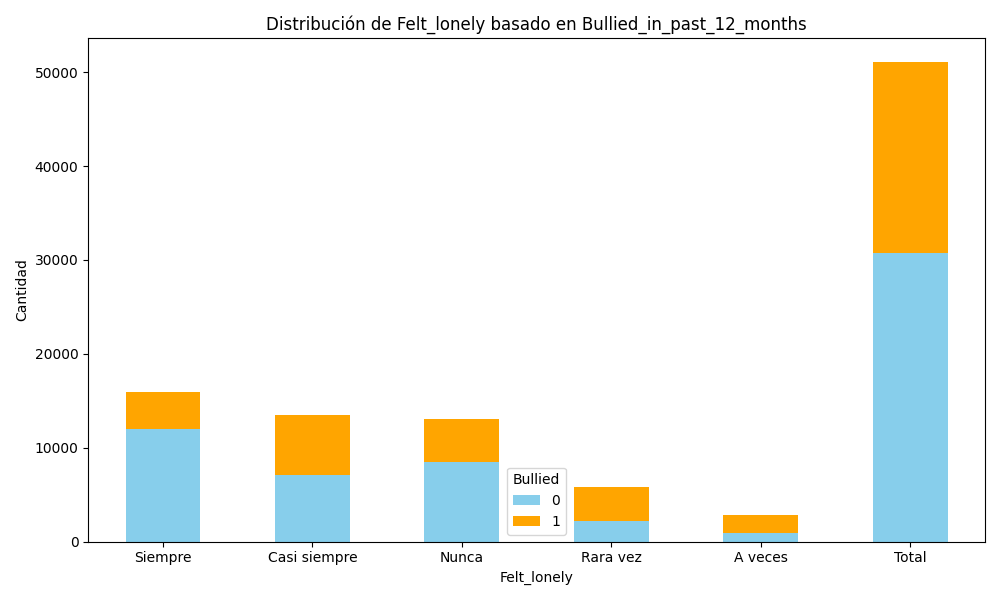 Distribución de Felt_lonely basado en Bullied_in_past_12_months
Cantidad
50000
40000
30000
20000
10000
0
Bullied
0
1
Siempre
Casi siempre
Nunca
Rara vez
A veces
Total
Felt_lonely